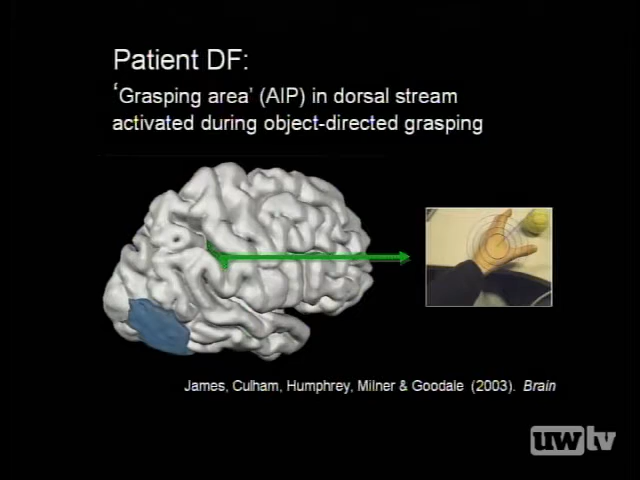 Patient DF:
‘Grasping area’ (AIP) in dorsal stream
activated during object-directed grasping
James, Culham, Humphrey, Milner & Goodale (2003). Brain
uwtv